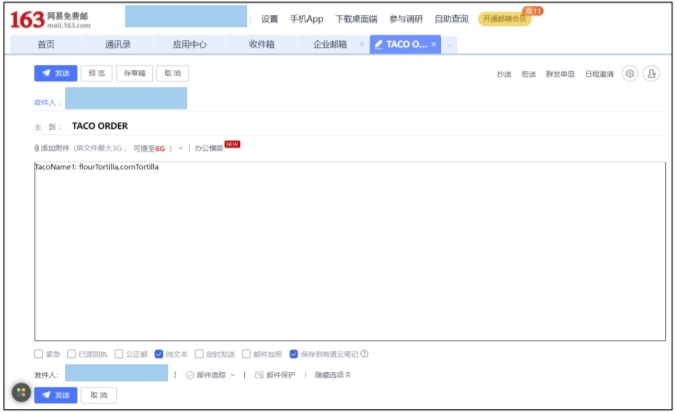 163 网易免费邮
mail.163.com
设置 手机App 下载桌面端 参与调研 自助查询 开通邮箱会员 双11
首页 通讯录 应用中心 收件箱 企业邮箱 × TACO O... ×
发送 预览 存草稿 取消 抄送 密送 群发单显 日程邀请
收件人：
主 题： TACO ORDER
添加附件 (单文件最大3G， 可提至6G ) | 办公模版 NEW
TacoName1: flourTortilla,cornTortilla
紧急 已读回执 公正邮 纯文本 定时发送 邮件加密 保存到有道云笔记
发件人： | 邮件追踪 | 邮件保护 | 隐藏选项
发送 取消